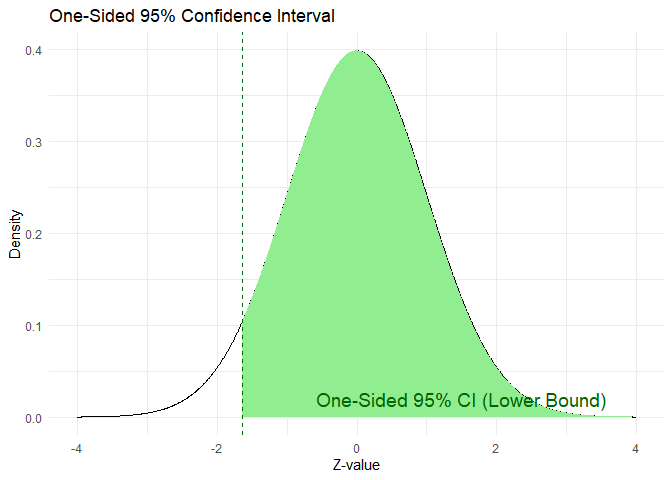 One-Sided 95% Confidence Interval
0.4
0.3
0.2
0.1
0.0
Density
One-Sided 95% CI (Lower Bound)
-4 -2 0 2 4
Z-value